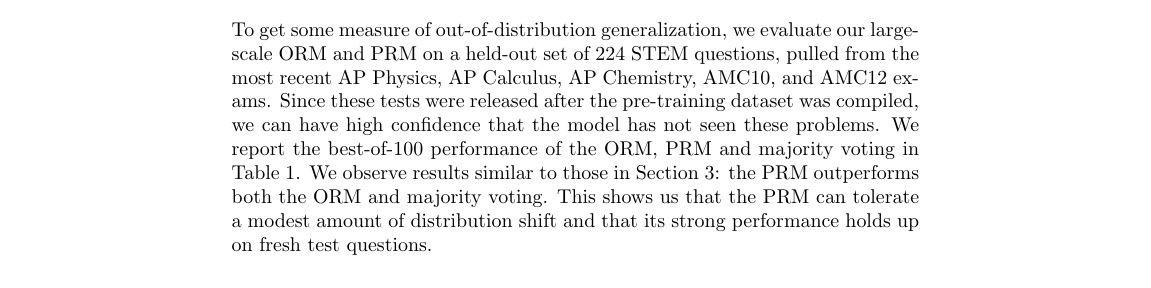 To get some measure of out-of-distribution generalization, we evaluate our large-
scale ORM and PRM on a held-out set of 224 STEM questions, pulled from the
most recent AP Physics, AP Calculus, AP Chemistry, AMC10, and AMC12 ex-
ams. Since these tests were released after the pre-training dataset was compiled,
we can have high confidence that the model has not seen these problems. We
report the best-of-100 performance of the ORM, PRM and majority voting in
Table 1. We observe results similar to those in Section 3: the PRM outperforms
both the ORM and majority voting. This shows us that the PRM can tolerate
a modest amount of distribution shift and that its strong performance holds up
on fresh test questions.